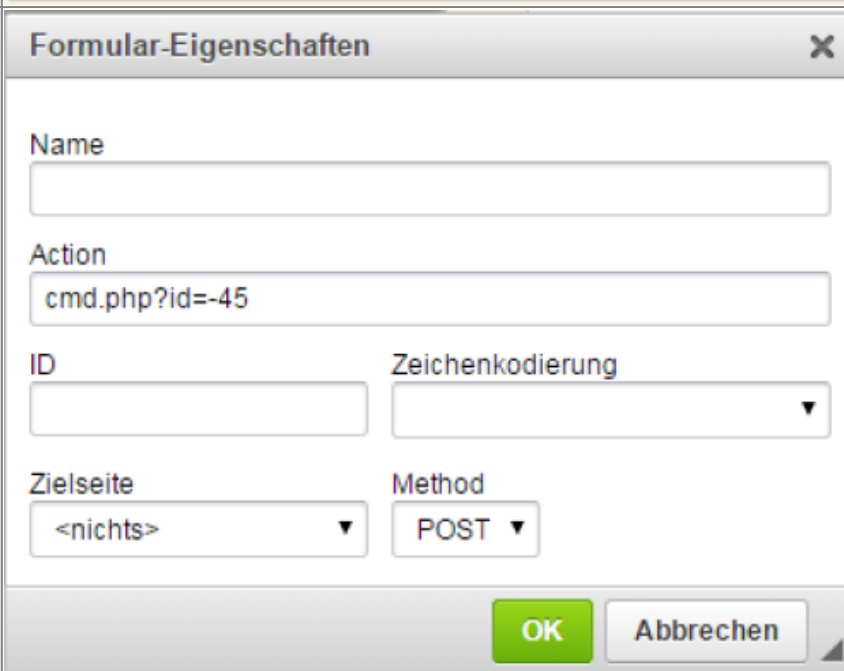 Formular-Eigenschaften
Name
Action
cmd.php?id=-45
ID Zeichenkodierung
Zielseite Method
<nichts> POST
OK Abbrechen